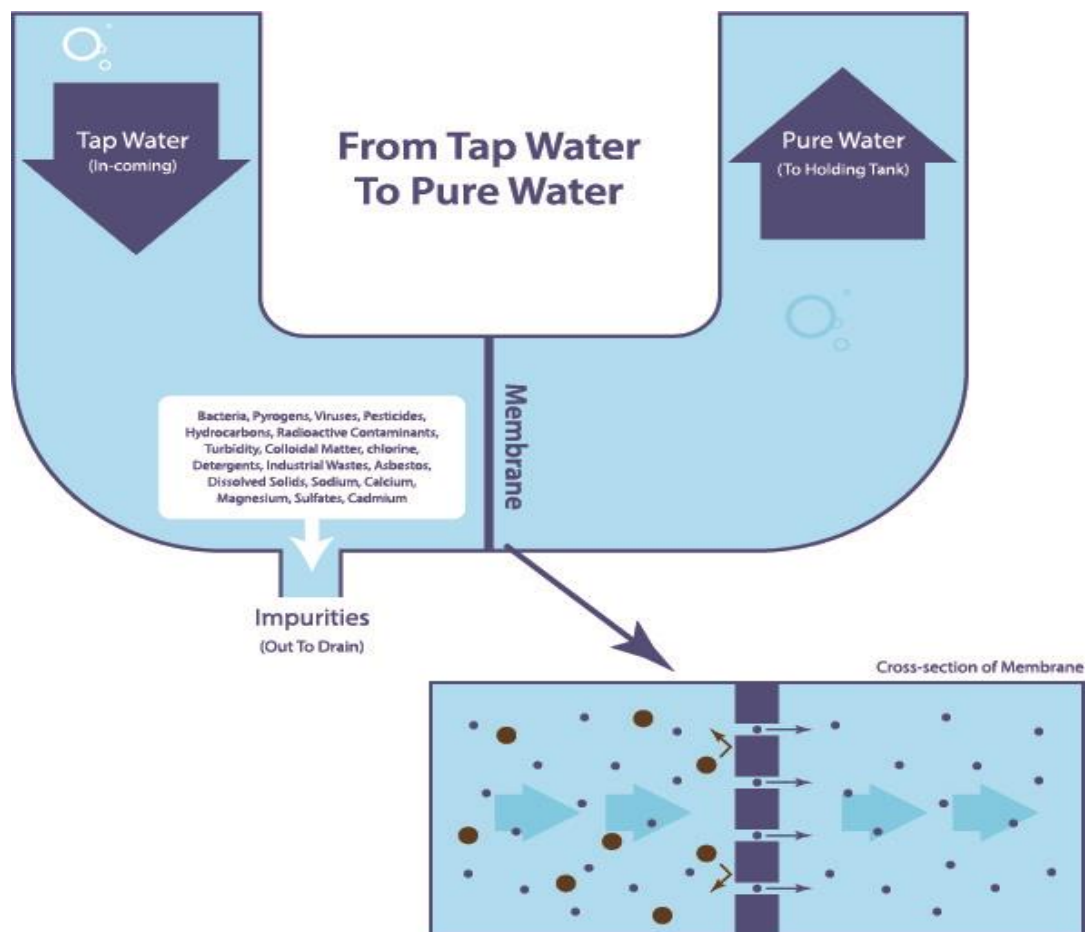 Tap Water
(In-coming)
From Tap Water
To Pure Water
Pure Water
(To Holding Tank)
Bacteria, Pyrogens, Viruses, Pesticides,
Hydrocarbons, Radioactive Contaminants,
Turbidity, Colloidal Matter, chlorine,
Detergents, Industrial Wastes, Asbestos,
Dissolved Solids, Sodium, Calcium,
Magnesium, Sulfates, Cadmium
Membrane
Impurities
(Out To Drain)
Cross-section of Membrane